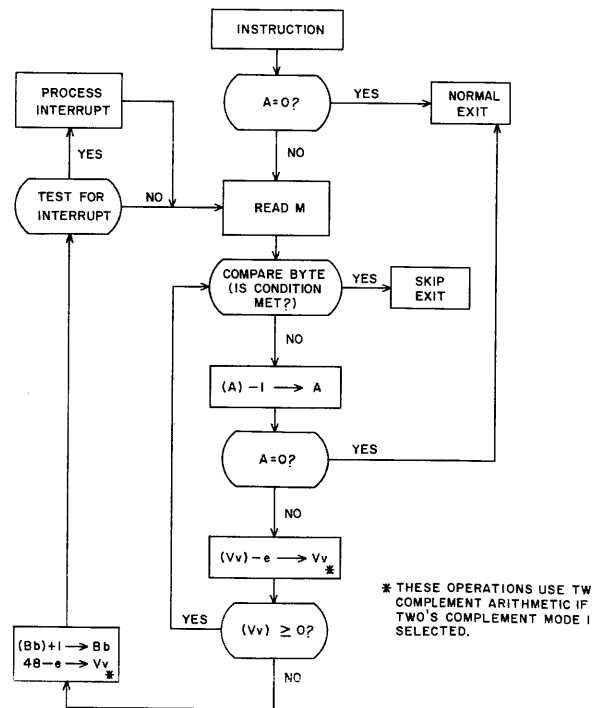 INSTRUCTION
A=0?
YES
NORMAL
EXIT
NO
PROCESS
INTERRUPT
YES
TEST FOR
INTERRUPT
NO
READ M
COMPARE BYTE
(IS CONDITION
MET?)
YES
SKIP
EXIT
NO
(A) -1 → A
A=0?
YES
NO
(Vv)-e → Vv
*
* THESE OPERATIONS USE TW
COMPLEMENT ARITHMETIC IF
TWO'S COMPLEMENT MODE I
SELECTED.
YES
(Vv) ≥ 0?
NO
(Bb)+1 → Bb
48-e → Vv
*